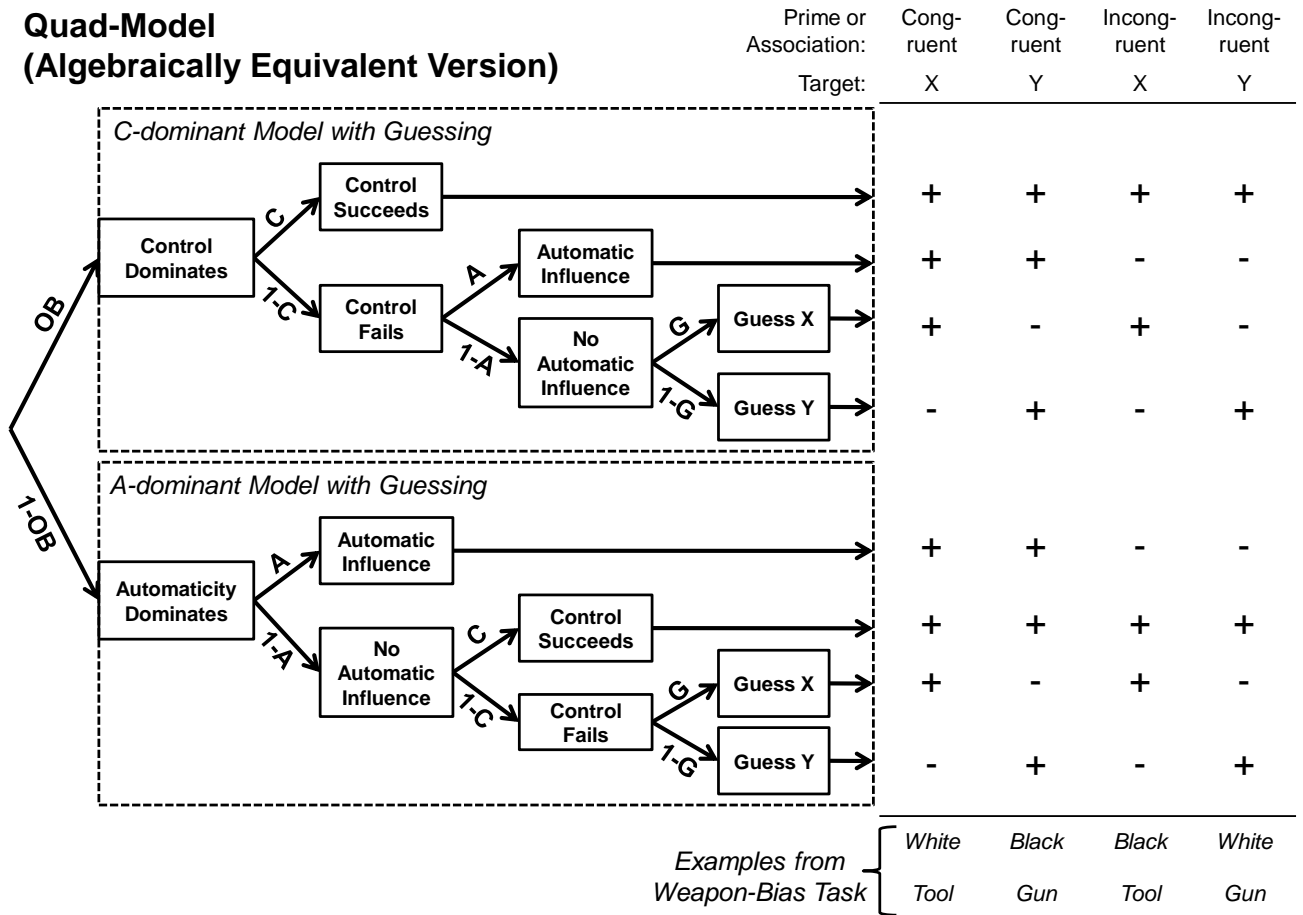 Quad-Model
(Algebraically Equivalent Version)
Prime or
Association:
Cong-
ruent
Cong-
ruent
Incong-
ruent
Incong-
ruent
Target:
X
Y
X
Y
C-dominant Model with Guessing
OB
Control
Dominates
C
Control
Succeeds
+ + + +
1-C
Control
Fails
A
Automatic
Influence
+ + - -
1-A
No
Automatic
Influence
G
Guess X
+ - + -
1-G
Guess Y
- + - +
A-dominant Model with Guessing
1-OB
Automaticity
Dominates
A
Automatic
Influence
+ + - -
1-A
No
Automatic
Influence
C
Control
Succeeds
+ + + +
1-C
Control
Fails
G
Guess X
+ - + -
1-G
Guess Y
- + - +
Examples from
Weapon-Bias Task
White Black Black White
Tool Gun Tool Gun